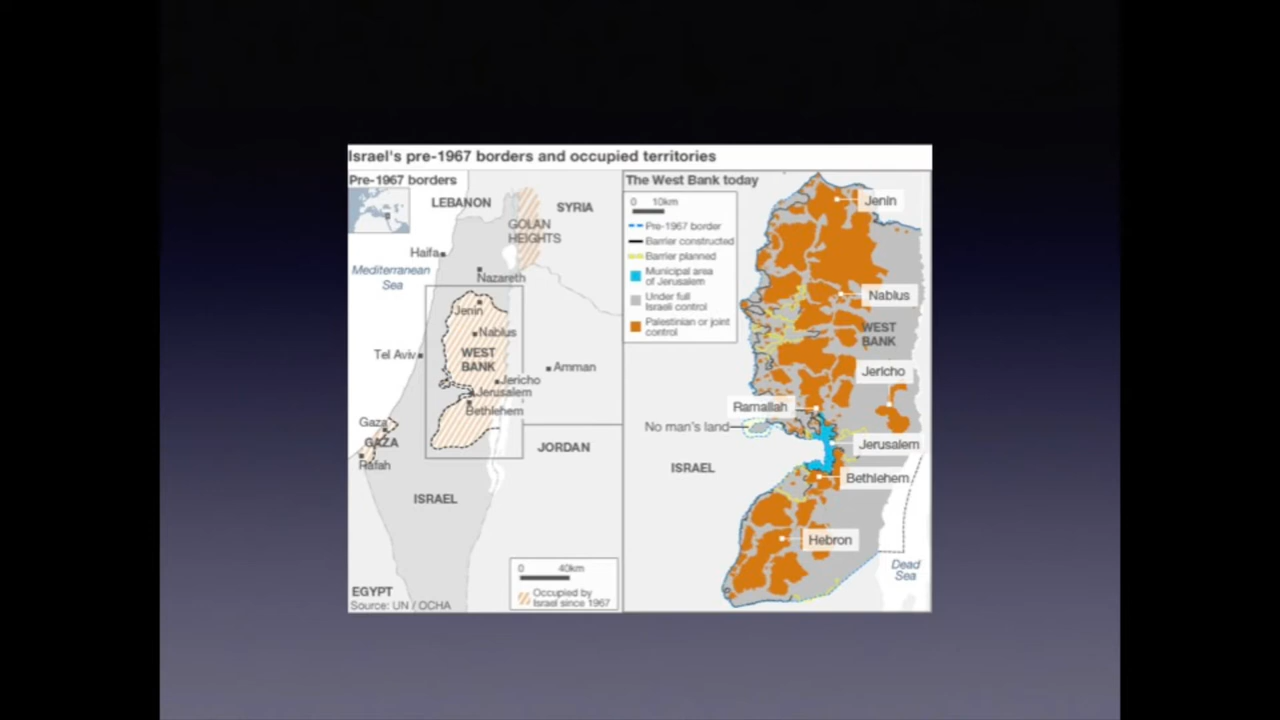 Israel's pre-1967 borders and occupied territories
Pre-1967 borders
LEBANON
SYRIA
GOLAN
HEIGHTS
Haifa
Mediterranean
Sea
Nazareth
Jenin
Nablus
WEST
BANK
Tel Aviv
Amman
Jericho
Jerusalem
Bethlehem
Gaza
GAZA
Rafah
JORDAN
ISRAEL
EGYPT
Source: UN / OCHA
0 40km
Occupied by
Israel since 1967
The West Bank today
0 10km
Pre-1967 border
Barrier constructed
Barrier planned
Municipal area
of Jerusalem
Under full
Israeli control
Palestinian or joint
control
Jenin
Nablus
WEST
BANK
Jericho
Ramallah
No man's land
Jerusalem
ISRAEL
Bethlehem
Hebron
Dead
Sea